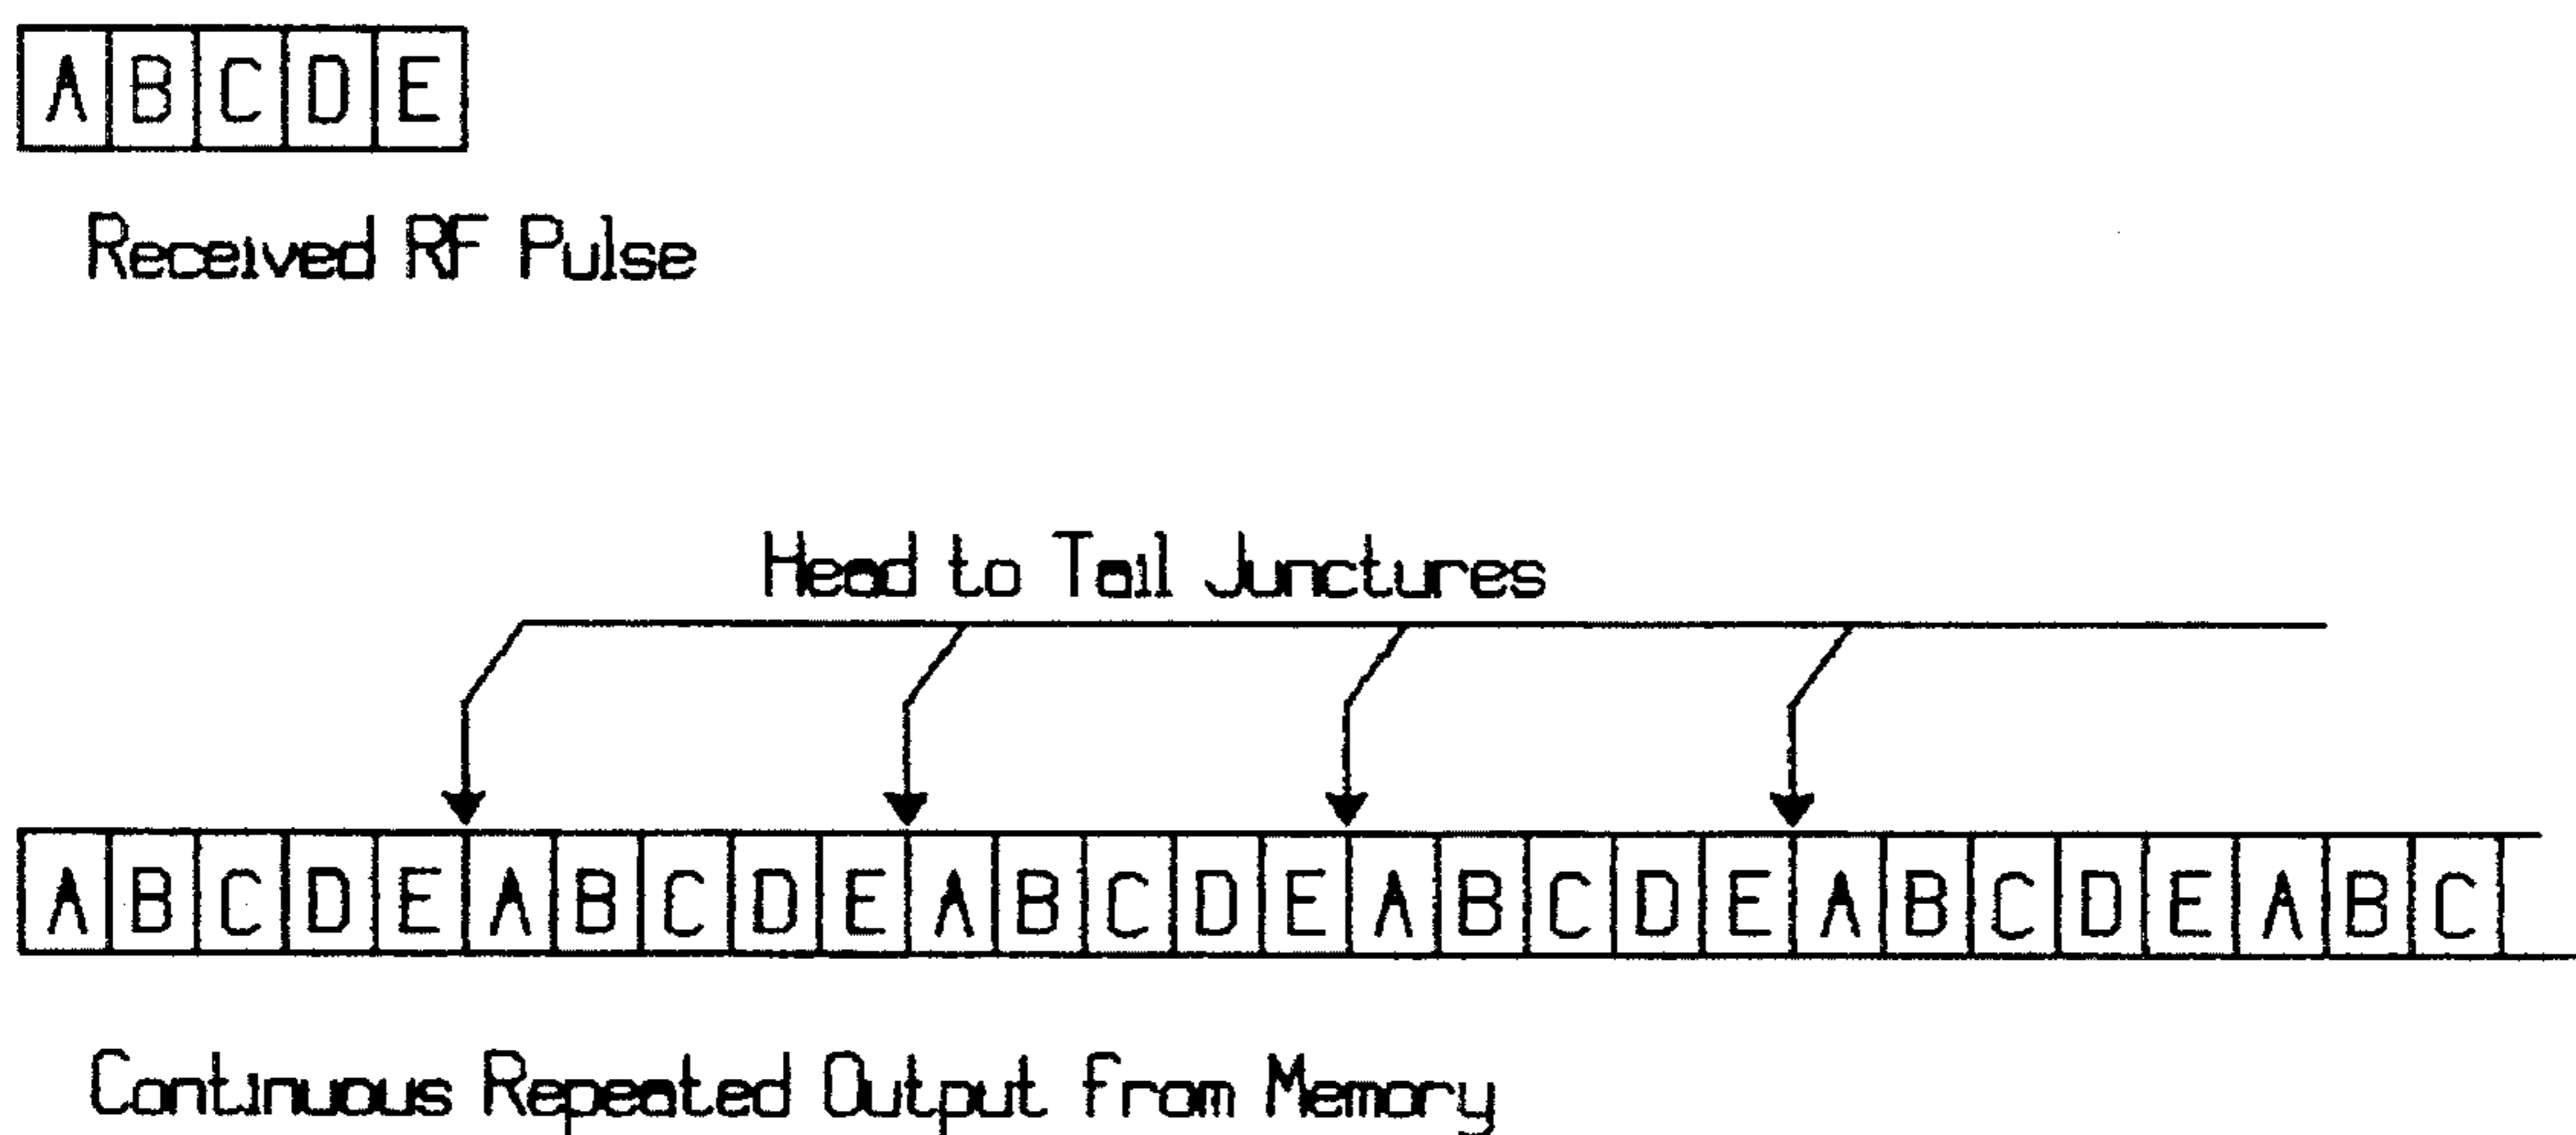 A B C D E
Received RF Pulse
Head to Tail Junctures
A B C D E A B C D E A B C D E A B C D E A B C D E A B C
Continuous Repeated Output from Memory